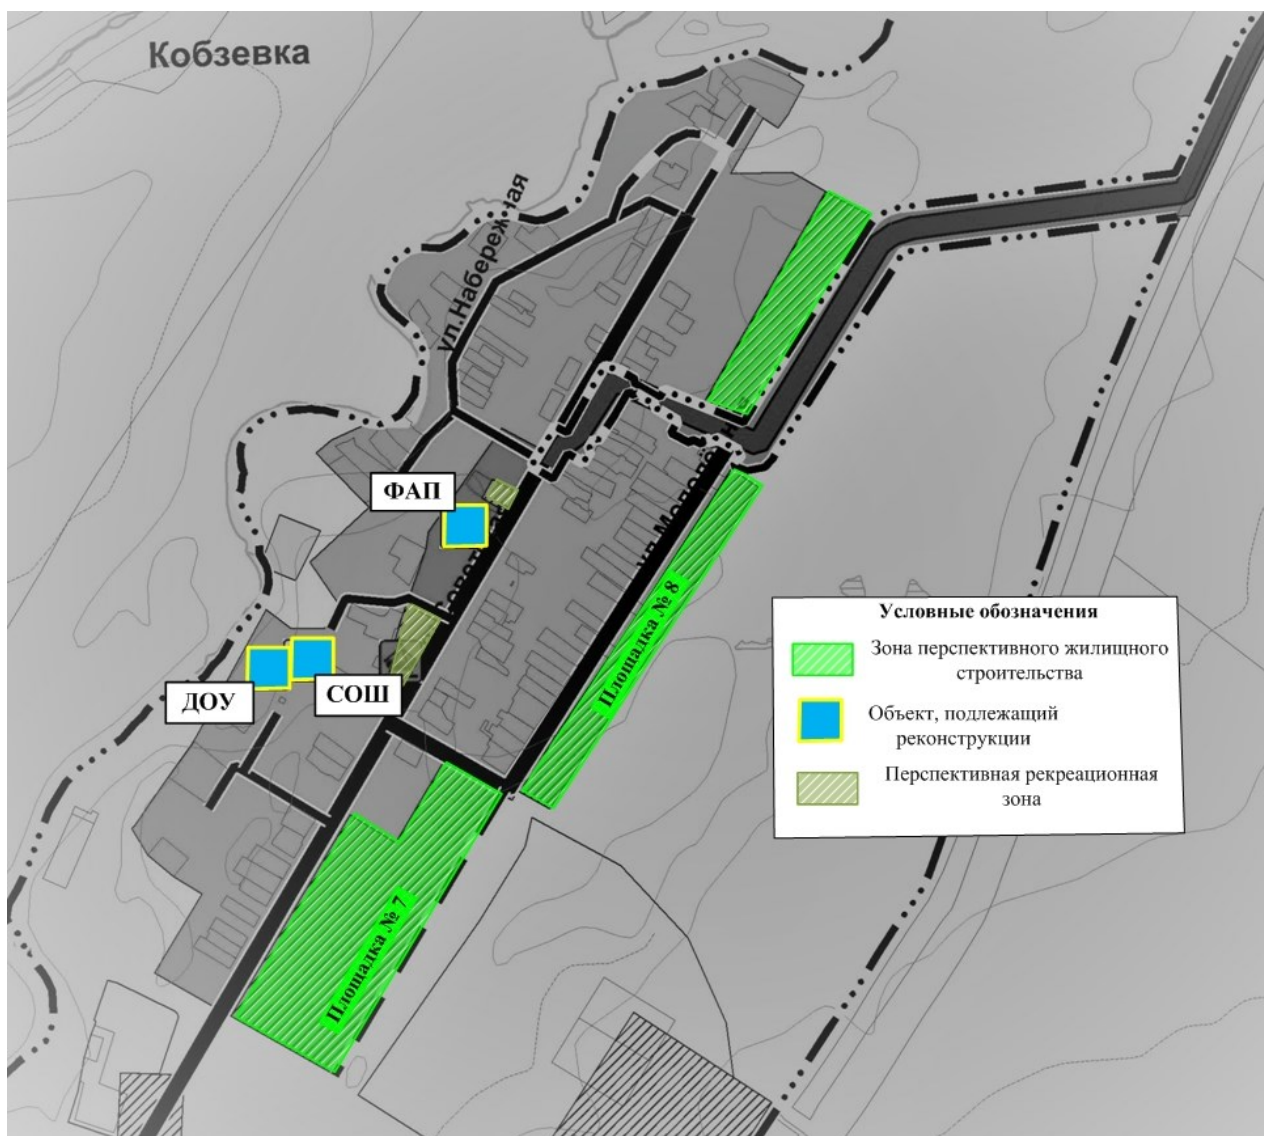 Кобзевка
ул.Набережная
ФАП
ДОУ
СОШ
Площадка № 8
Площадка № 7
Условные обозначения
Зона перспективного жилищного
строительства
Объект, подлежащий
реконструкции
Перспективная рекреационная
зона